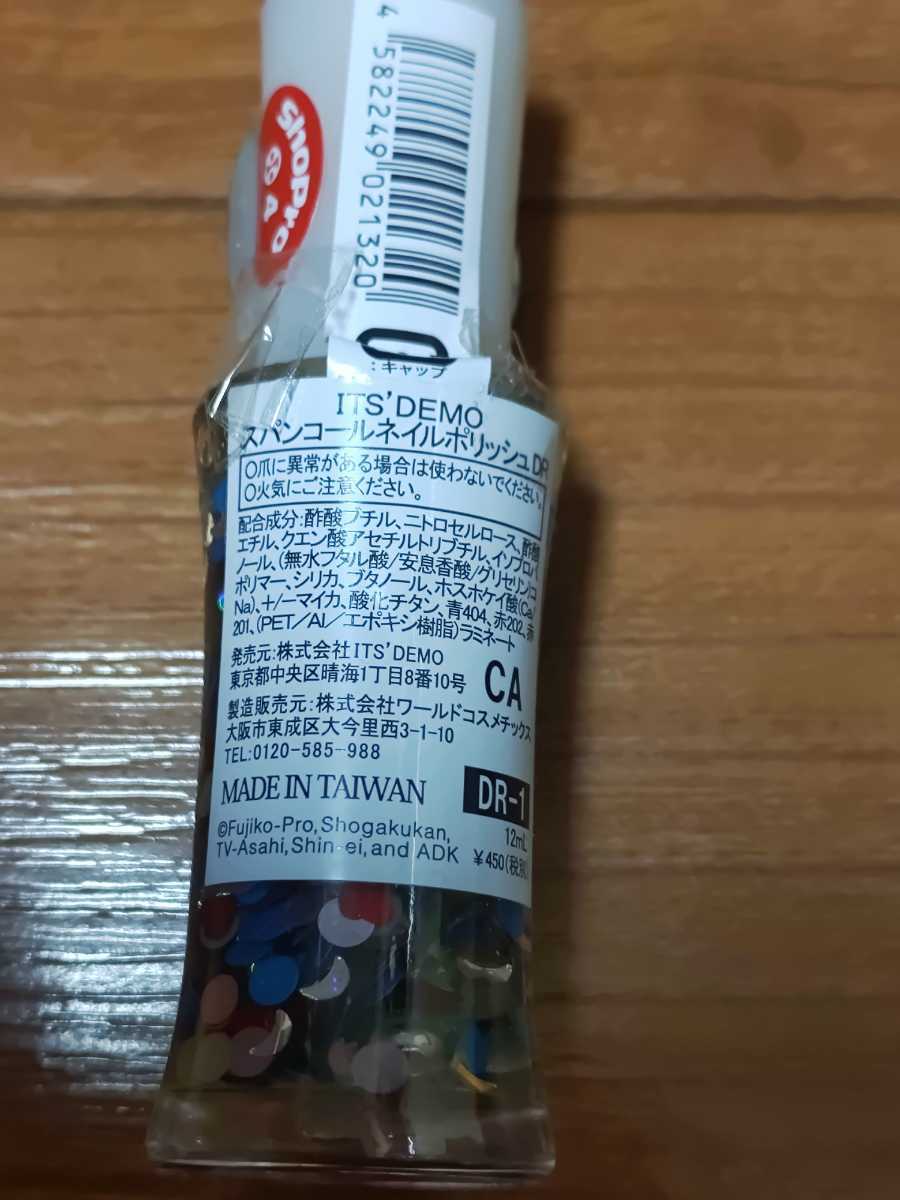 4 582249 021320
ShoPro
4
:キャップ
ITS'DEMO
スパンコールネイルポリッシュDR
○爪に異常がある場合は使わないでください。
○火気にご注意ください。
配合成分:酢酸ブチル、ニトロセルロース、酢酸
エチル、クエン酸アセチルトリブチル、イソプロパ
ノール、(無水フタル酸/安息香酸/グリセリン)コ
ポリマー、シリカ、ブタノール、ホスホケイ酸(Ca/
Na)、+/-マイカ、酸化チタン、青404、赤202、赤
201、(PET/Al/エポキシ樹脂)ラミネート
発売元:株式会社ITS'DEMO
東京都中央区晴海1丁目8番10号
CA
製造販売元:株式会社ワールドコスメチックス
大阪市東成区大今里西3-1-10
TEL:0120-585-988
MADE IN TAIWAN
DR-1
12mL
©Fujiko-Pro,Shogakukan,
TV-Asahi,Shin-ei,and ADK
¥450(税別)